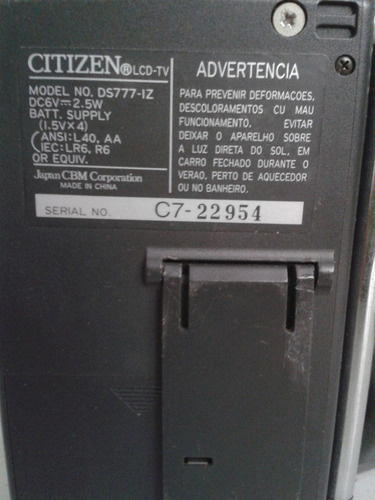 CITIZEN® LCD-TV
MODEL NO. DS777-IZ
DC6V⎓2.5W
BATT. SUPPLY
(1.5V×4)
(ANSI:L40, AA
IEC:LR6, R6)
OR EQUIV.
Japan CBM Corporation
MADE IN CHINA
ADVERTENCIA
PARA PREVENIR DEFORMACOES,
DESCOLORAMENTOS CU MAU
FUNCIONAMENTO, EVITAR
DEIXAR O APARELHO SOBRE
A LUZ DIRETA DO SOL, EM
CARRO FECHADO DURANTE O
VERAO, PERTO DE AQUECEDOR
OU NO BANHEIRO.
SERIAL NO. C7-22954